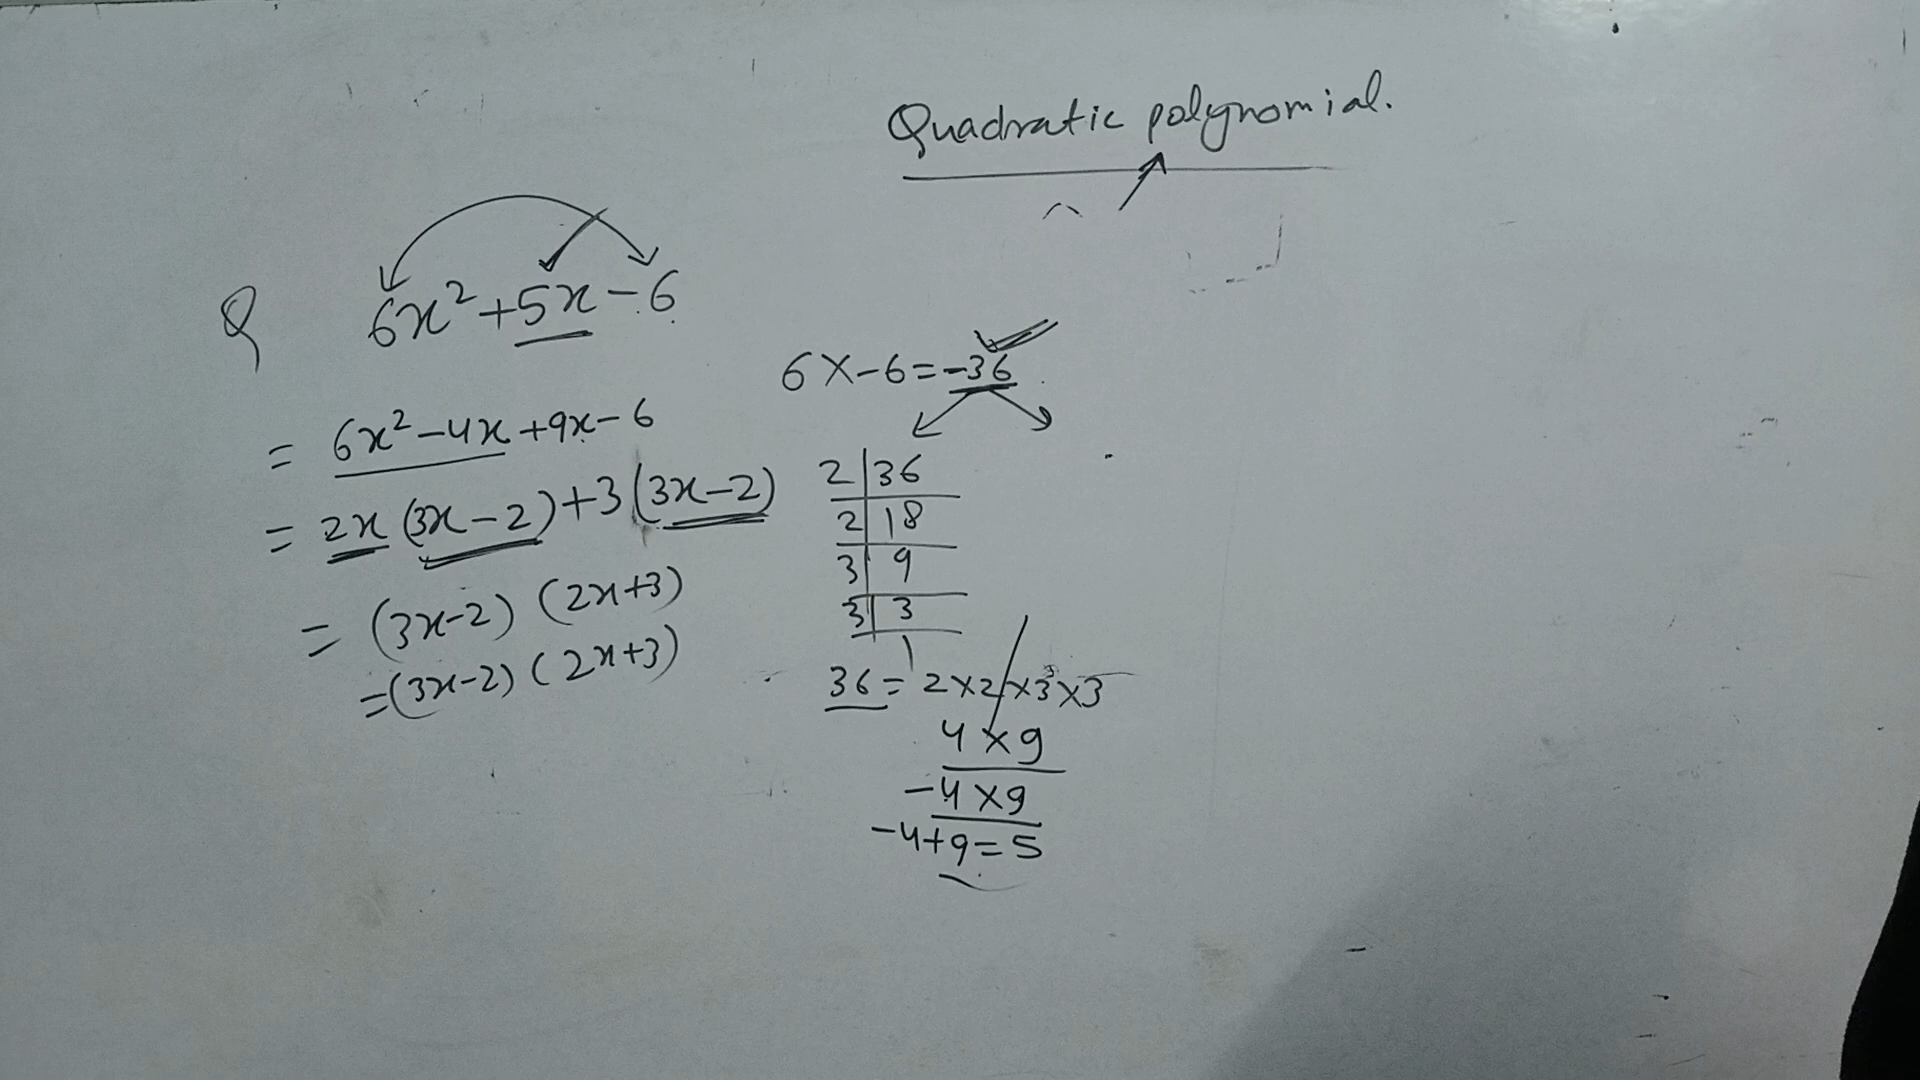 Quadratic polynomial.
Q 6x² + 5x - 6
= 6x² - 4x + 9x - 6
= 2x (3x - 2) + 3 (3x - 2)
= (3x - 2) (2x + 3)
= (3x - 2) (2x + 3)
6 × - 6 = - 36
2 | 36
2 | 18
3 | 9
3 | 3
1
36 = 2 × 2 × 3 × 3
4 × 9
- 4 × 9
- 4 + 9 = 5